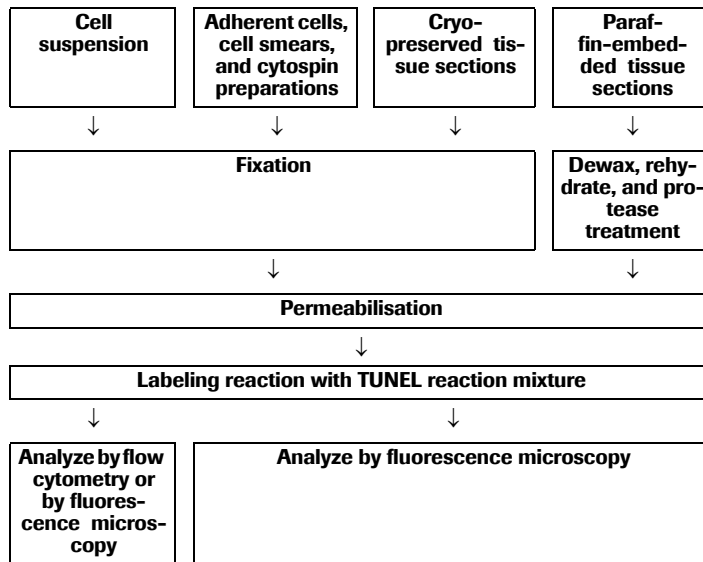 Cell
suspension
Adherent cells,
cell smears,
and cytospin
preparations
Cryo-
preserved tis-
sue sections
Paraf-
fin-embed-
ded tissue
sections
↓ ↓ ↓ ↓
Fixation
Dewax, rehy-
drate, and pro-
tease
treatment
↓ ↓
Permeabilisation
↓
Labeling reaction with TUNEL reaction mixture
↓ ↓
Analyze by flow
cytometry or
by fluores-
cence micros-
copy
Analyze by fluorescence microscopy